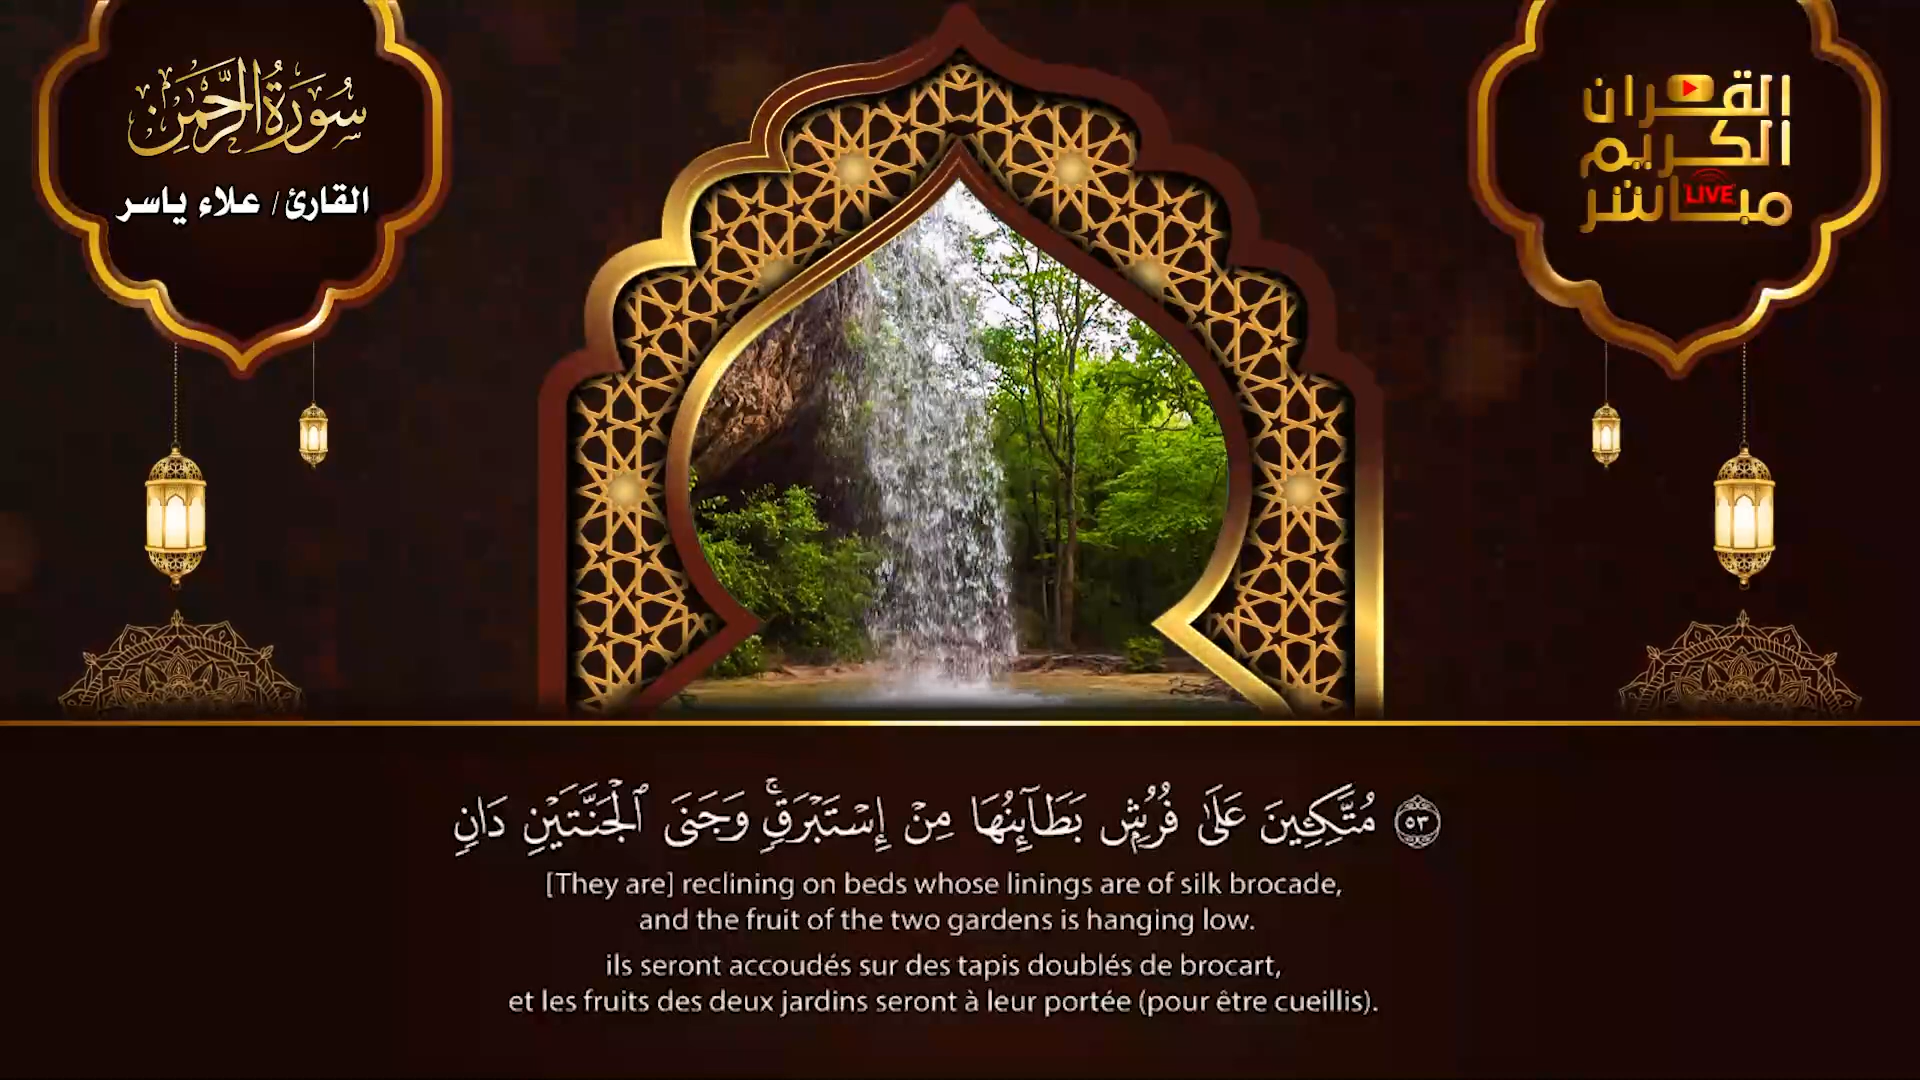 سُورَةُ الرَّحْمَٰن
القارئ / علاء ياسر
القران
الكريم
مباشر
LIVE
٥٣ مُتَّكِـِٔينَ عَلَىٰ فُرُشٍۭ بَطَآئِنُهَا مِنْ إِسْتَبْرَقٍۚ وَجَنَى ٱلْجَنَّتَيْنِ دَانٍ
[They are] reclining on beds whose linings are of silk brocade,
and the fruit of the two gardens is hanging low.
ils seront accoudés sur des tapis doublés de brocart,
et les fruits des deux jardins seront à leur portée (pour être cueillis).